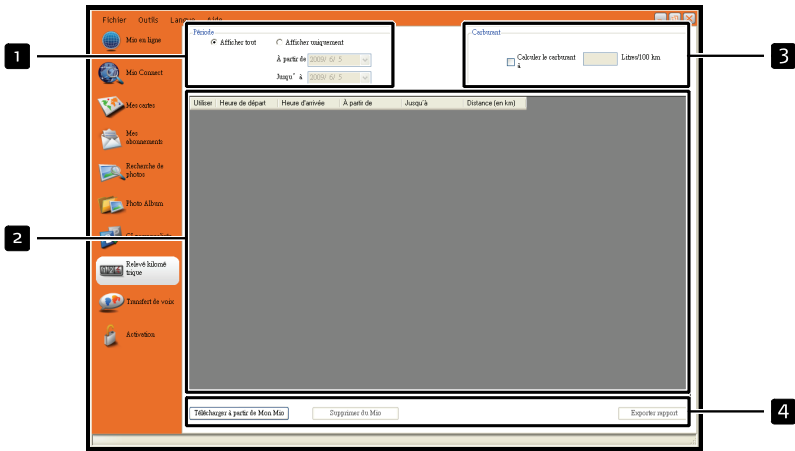 Fichier Outils Langue Aide
Mio en ligne
Mio Connect
Mes cartes
Mes
abonnements
Recherche de
photos
Photo Album
Relevé kilomé
trique
Transfert de voix
Activation
Période
Afficher tout
Afficher uniquement
À partir de 2009/ 6/ 5
Jusqu'à 2009/ 6/ 5
Carburant
Calculer le carburant
à
Litres/100 km
Utiliser Heure de départ Heure d'arrivée À partir de Jusqu'à Distance (en km)
Télécharger à partir de Mon Mio
Supprimer du Mio
Exporter rapport
1
2
3
4